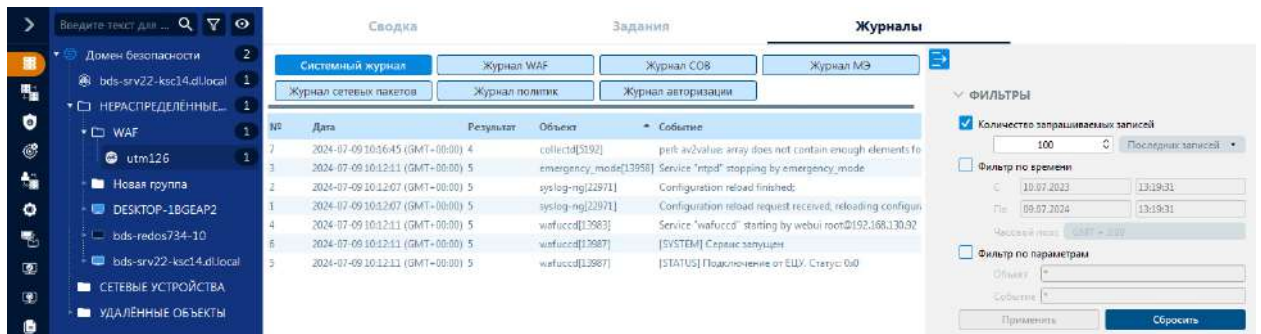 Введите текст для ...
Домен безопасности 2
bds-srv22-ksc14.dl.local 1
НЕРАСПРЕДЕЛЁННЫЕ... 1
WAF 1
utm126 1
Новая группа
DESKTOP-1BGEAP2
bds-redos734-10
bds-srv22-ksc14.dl.local
СЕТЕВЫЕ УСТРОЙСТВА
УДАЛЁННЫЕ ОБЪЕКТЫ
Сводка Задания Журналы
Системный журнал Журнал WAF Журнал СОВ Журнал МЭ
Журнал сетевых пакетов Журнал политик Журнал авторизации
№ Дата Результат Объект Событие
7 2024-07-09 10:16:45 (GMT+00:00) 4 collectd[5192] perl: av2value: array does not contain enough elements fo
3 2024-07-09 10:12:11 (GMT+00:00) 5 emergency_mode[13958] Service "ntpd" stopping by emergency_mode
2 2024-07-09 10:12:07 (GMT+00:00) 5 syslog-ng[22971] Configuration reload finished;
1 2024-07-09 10:12:07 (GMT+00:00) 5 syslog-ng[22971] Configuration reload request received, reloading configura
4 2024-07-09 10:12:11 (GMT+00:00) 5 wafuccd[13983] Service "wafuccd" starting by webui root@192.168.130.92
6 2024-07-09 10:12:11 (GMT+00:00) 5 wafuccd[13987] [SYSTEM] Сервис запущен
5 2024-07-09 10:12:11 (GMT+00:00) 5 wafuccd[13987] [STATUS] Подключение от ЕЦУ. Статус: 0x0
ФИЛЬТРЫ
Количество запрашиваемых записей
100 Последних записей
Фильтр по времени
С 10.07.2023 13:19:31
По 09.07.2024 13:19:31
Часовой пояс
Фильтр по параметрам
Объект *
Событие *
Применить Сбросить